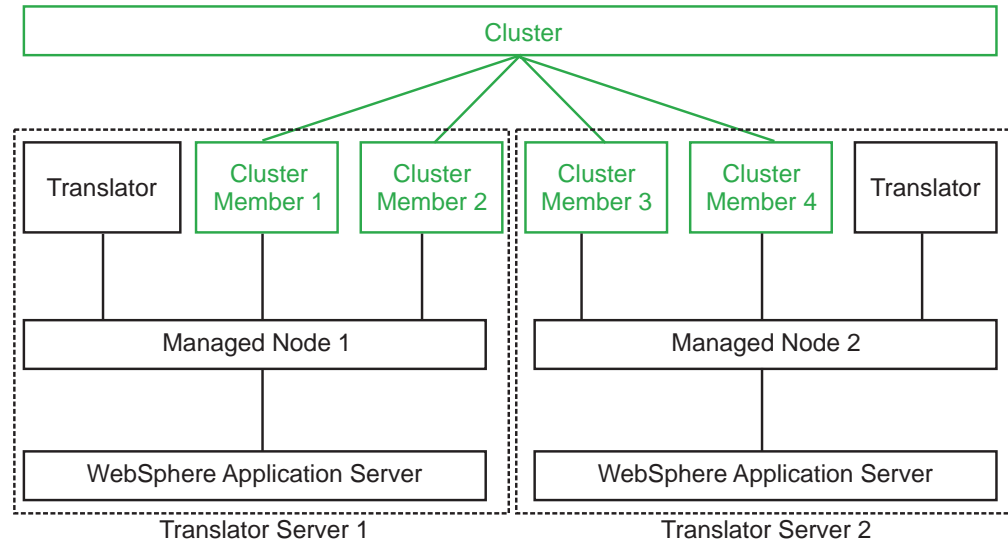 Cluster
Translator
Cluster
Member 1
Cluster
Member 2
Cluster
Member 3
Cluster
Member 4
Translator
Managed Node 1
Managed Node 2
WebSphere Application Server
WebSphere Application Server
Translator Server 1
Translator Server 2